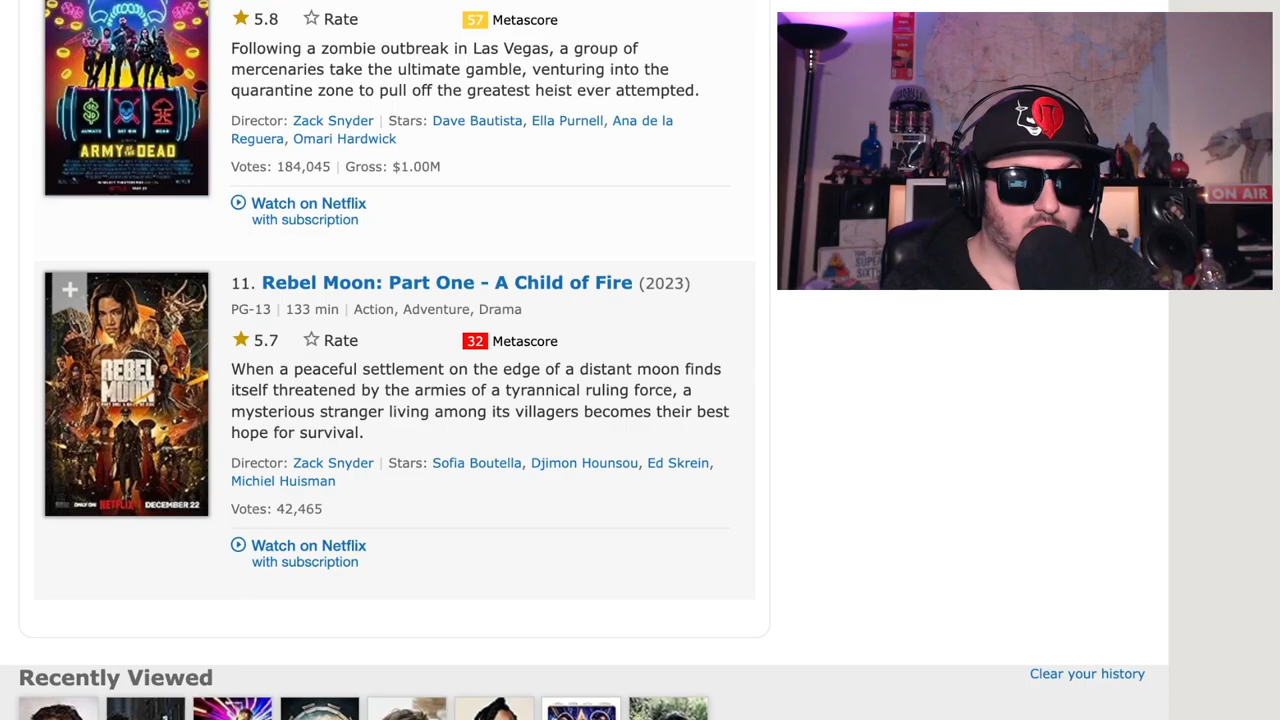 5.8 Rate 57 Metascore
Following a zombie outbreak in Las Vegas, a group of
mercenaries take the ultimate gamble, venturing into the
quarantine zone to pull off the greatest heist ever attempted.
Director: Zack Snyder | Stars: Dave Bautista, Ella Purnell, Ana de la
Reguera, Omari Hardwick
Votes: 184,045 | Gross: $1.00M
Watch on Netflix
with subscription
ARMY OF THE DEAD
ON AIR
11. Rebel Moon: Part One - A Child of Fire (2023)
PG-13 | 133 min | Action, Adventure, Drama
5.7 Rate 32 Metascore
When a peaceful settlement on the edge of a distant moon finds
itself threatened by the armies of a tyrannical ruling force, a
mysterious stranger living among its villagers becomes their best
hope for survival.
Director: Zack Snyder | Stars: Sofia Boutella, Djimon Hounsou, Ed Skrein,
Michiel Huisman
Votes: 42,465
Watch on Netflix
with subscription
REBEL
MOON
ONLY ON NETFLIX DECEMBER 22
Recently Viewed
Clear your history